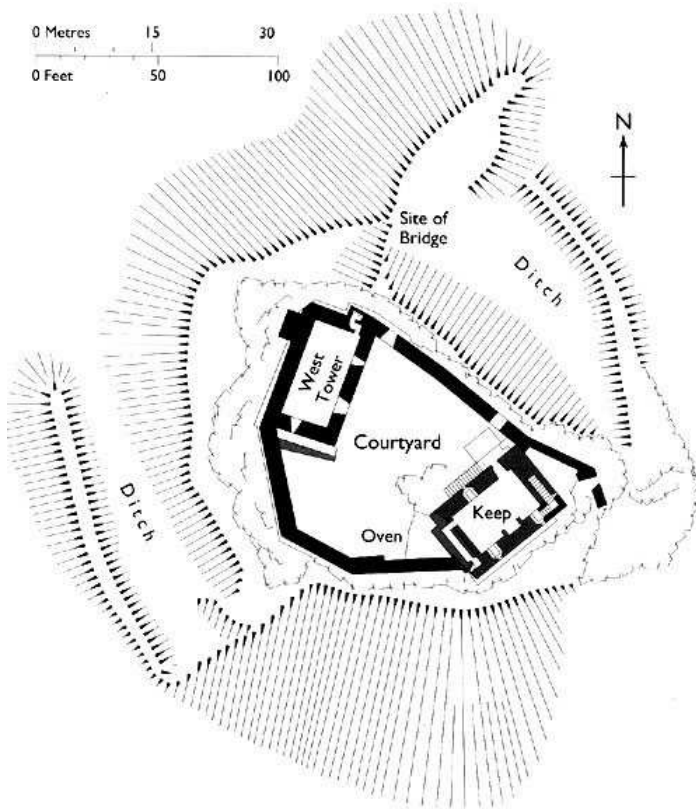 0 Metres 15 30
0 Feet 50 100
N
Site of
Bridge
Ditch
West
Tower
Courtyard
Ditch
Keep
Oven